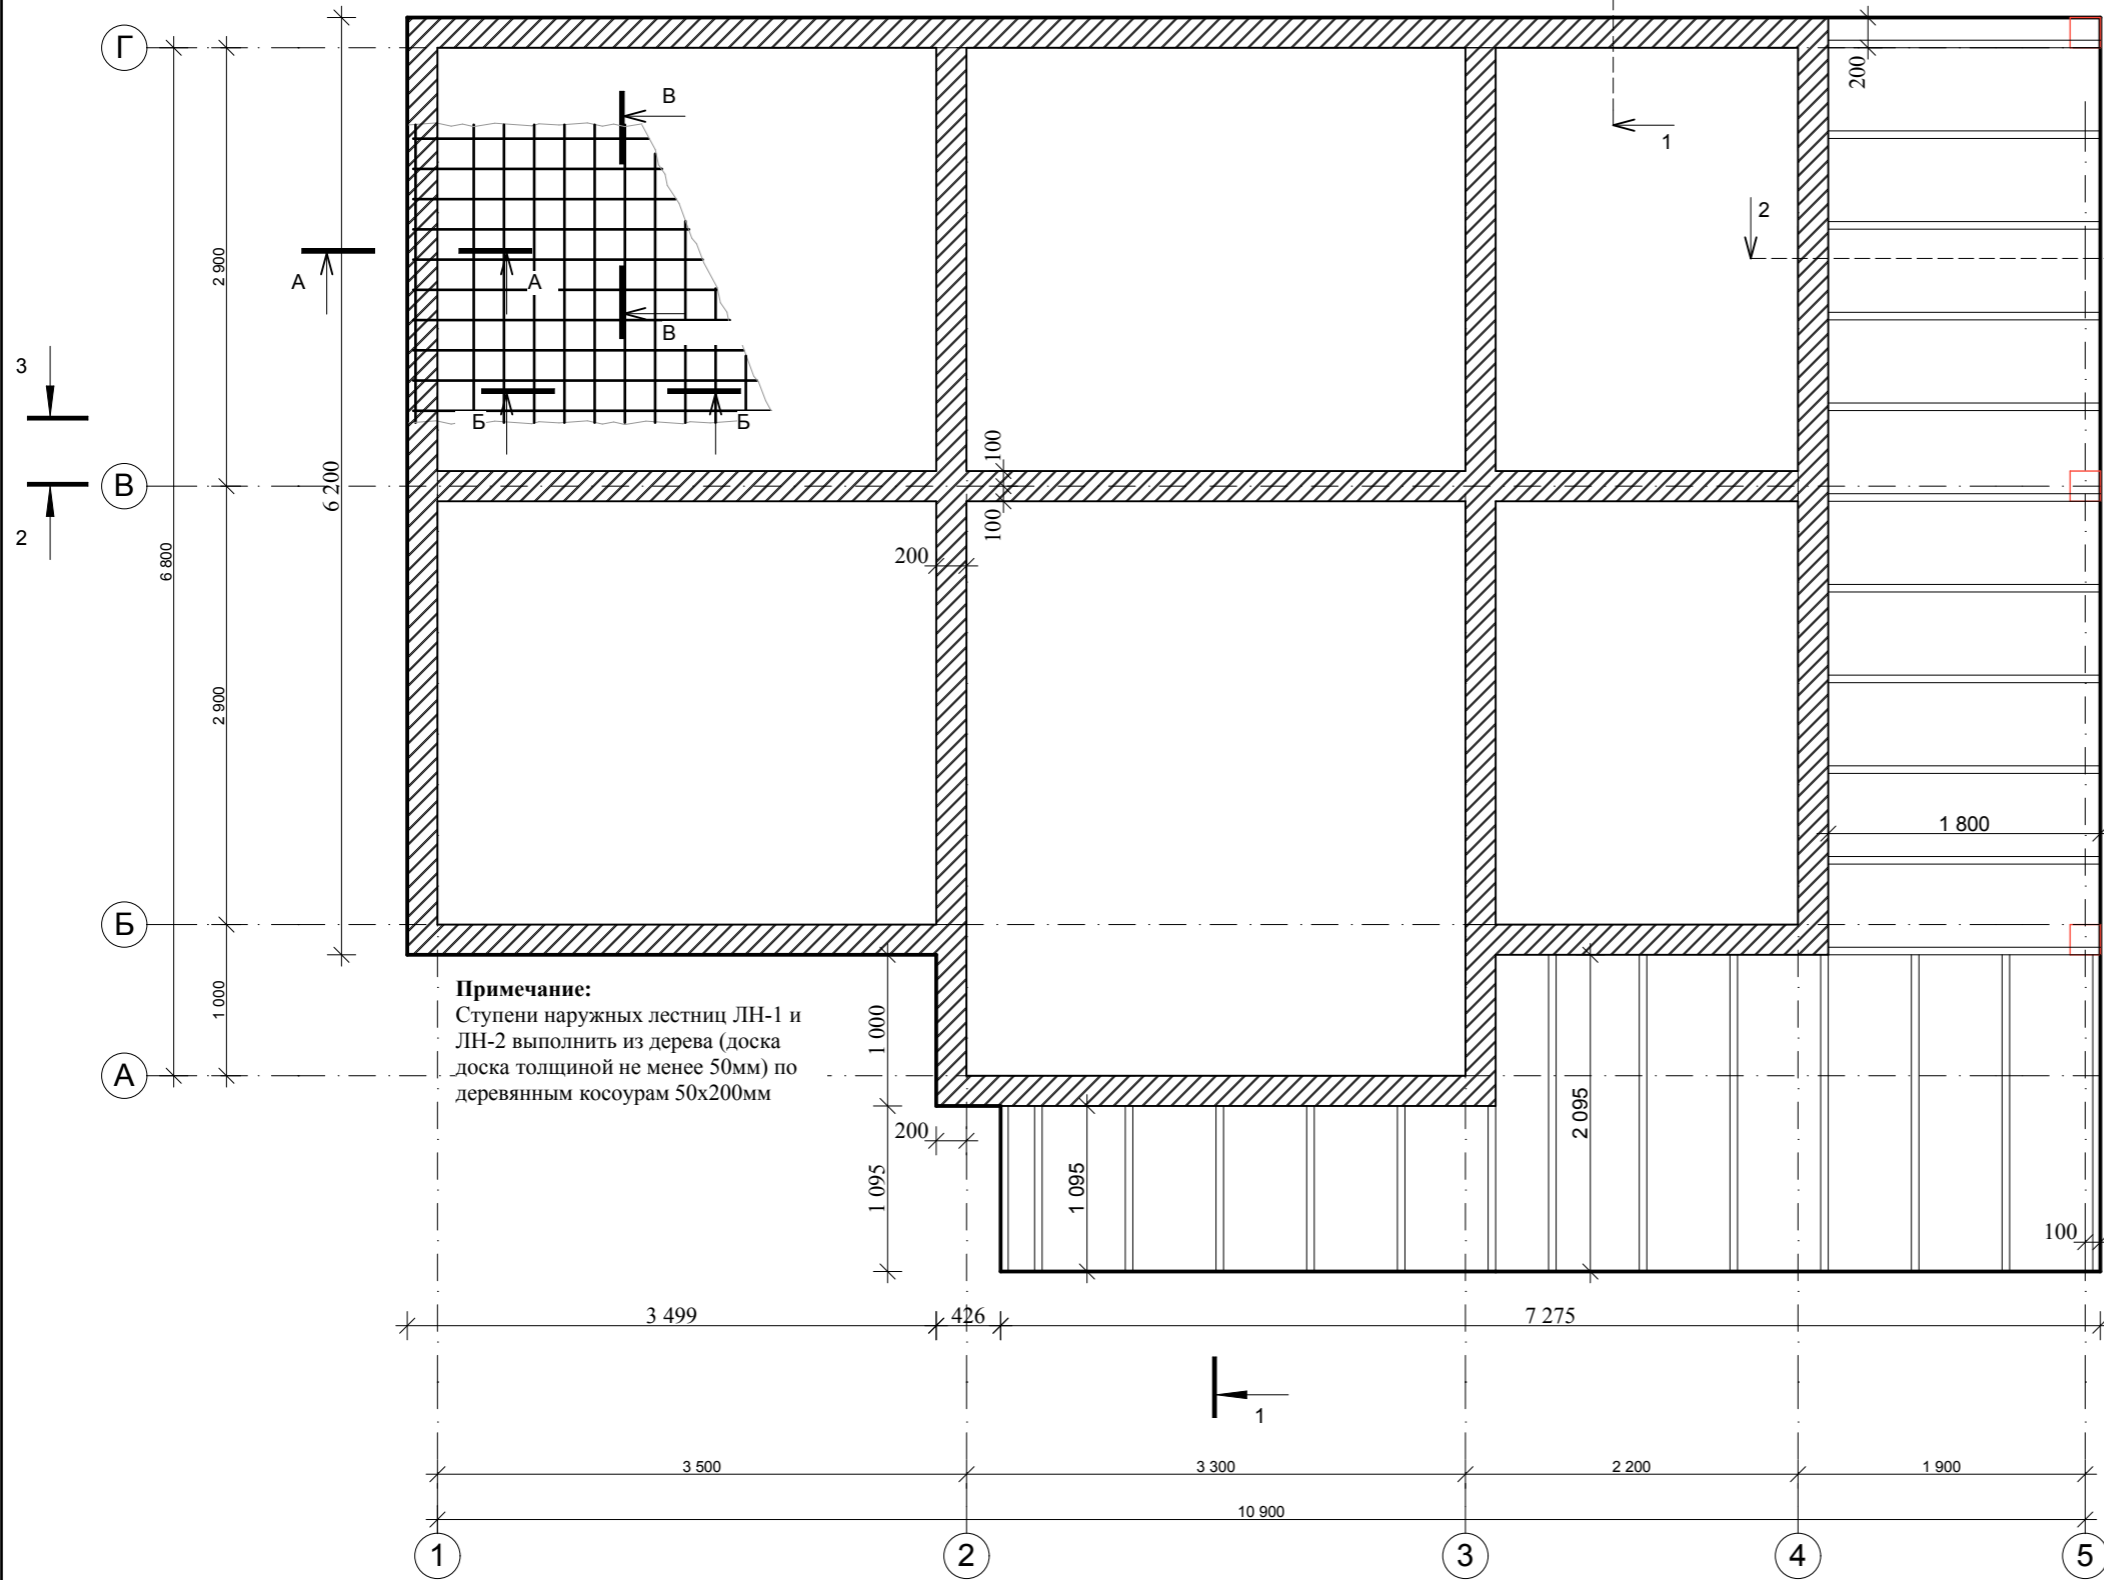 Г
200
В
1
2
2 900
А
А
В
3
6 200
Б
Б
100
В
2
100
6 800
200
2 900
1 800
Б
Примечание:
Ступени наружных лестниц ЛН-1 и
ЛН-2 выполнить из дерева (доска
доска толщиной не менее 50мм) по
деревянным косоурам 50х200мм
1 000
1 000
А
2 095
200
1 095
1 095
100
3 499
426
7 275
1
3 500
3 300
2 200
1 900
10 900
1
2
3
4
5